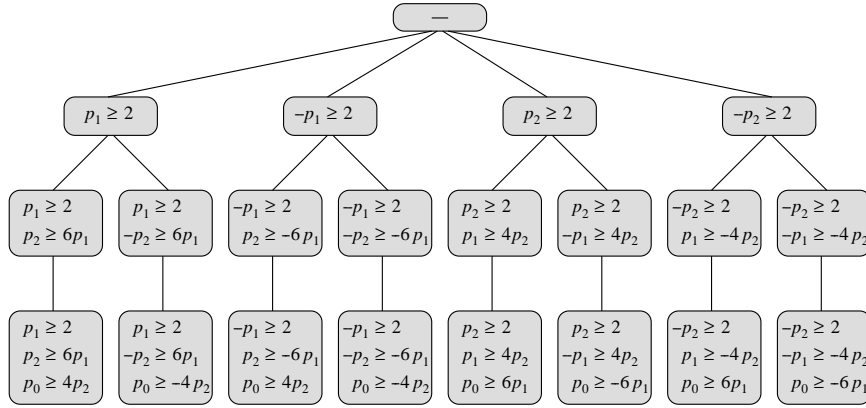 —
p₁ ≥ 2
-p₁ ≥ 2
p₂ ≥ 2
-p₂ ≥ 2
p₁ ≥ 2
p₂ ≥ 6p₁
p₁ ≥ 2
-p₂ ≥ 6p₁
-p₁ ≥ 2
p₂ ≥ -6p₁
-p₁ ≥ 2
-p₂ ≥ -6p₁
p₂ ≥ 2
p₁ ≥ 4p₂
p₂ ≥ 2
-p₁ ≥ 4p₂
-p₂ ≥ 2
p₁ ≥ -4p₂
-p₂ ≥ 2
-p₁ ≥ -4p₂
p₁ ≥ 2
p₂ ≥ 6p₁
p₀ ≥ 4p₂
p₁ ≥ 2
-p₂ ≥ 6p₁
p₀ ≥ -4p₂
-p₁ ≥ 2
p₂ ≥ -6p₁
p₀ ≥ 4p₂
-p₁ ≥ 2
-p₂ ≥ -6p₁
p₀ ≥ -4p₂
p₂ ≥ 2
p₁ ≥ 4p₂
p₀ ≥ 6p₁
p₂ ≥ 2
-p₁ ≥ 4p₂
p₀ ≥ -6p₁
-p₂ ≥ 2
p₁ ≥ -4p₂
p₀ ≥ 6p₁
-p₂ ≥ 2
-p₁ ≥ -4p₂
p₀ ≥ -6p₁